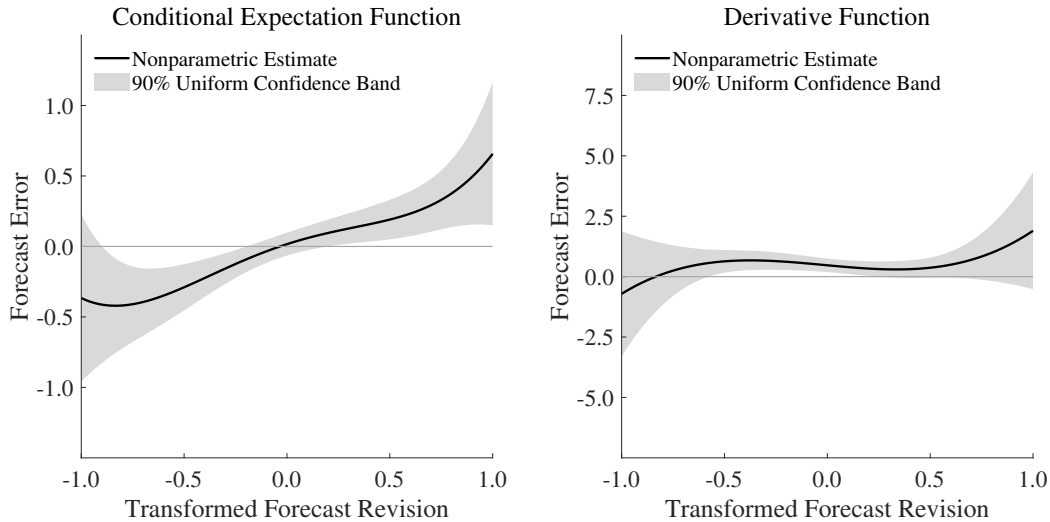 Conditional Expectation Function
Nonparametric Estimate
90% Uniform Confidence Band
1.0
0.5
0.0
-0.5
-1.0
Forecast Error
-1.0 -0.5 0.0 0.5 1.0
Transformed Forecast Revision
Derivative Function
Nonparametric Estimate
90% Uniform Confidence Band
7.5
5.0
2.5
0.0
-2.5
-5.0
Forecast Error
-1.0 -0.5 0.0 0.5 1.0
Transformed Forecast Revision